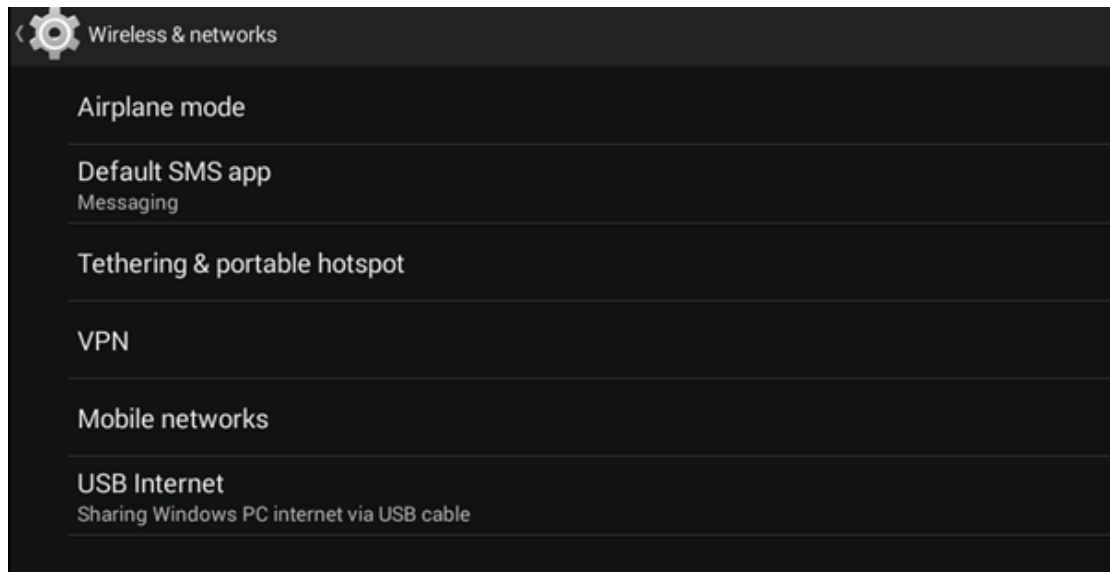 Wireless & networks
Airplane mode
Default SMS app
Messaging
Tethering & portable hotspot
VPN
Mobile networks
USB Internet
Sharing Windows PC internet via USB cable